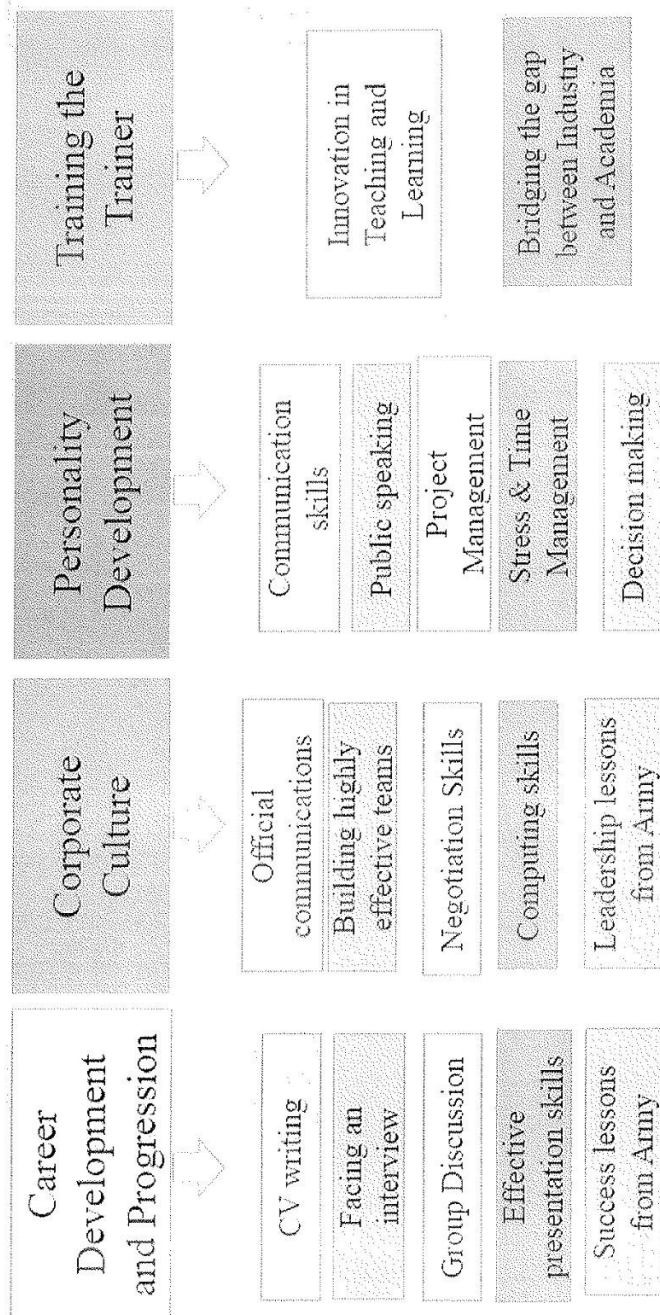 Career
Development
and Progression
CV writing
Facing an
interview
Group Discussion
Effective
presentation skills
Success lessons
from Army
Corporate
Culture
Official
communications
Building highly
effective teams
Negotiation Skills
Computing skills
Leadership lessons
from Army
Personality
Development
Communication
skills
Public speaking
Project
Management
Stress & Time
Management
Decision making
Training the
Trainer
Innovation in
Teaching and
Learning
Bridging the gap
between Industry
and Academia